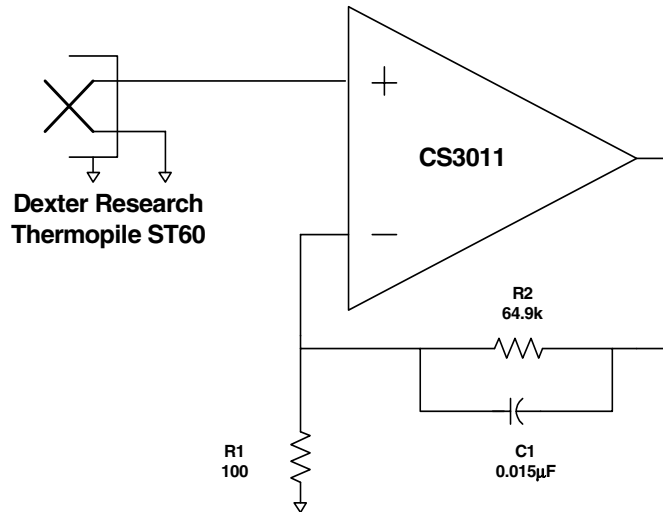 +
CS3011
Dexter Research
Thermopile ST60
−
R2
64.9k
R1
100
C1
0.015µF